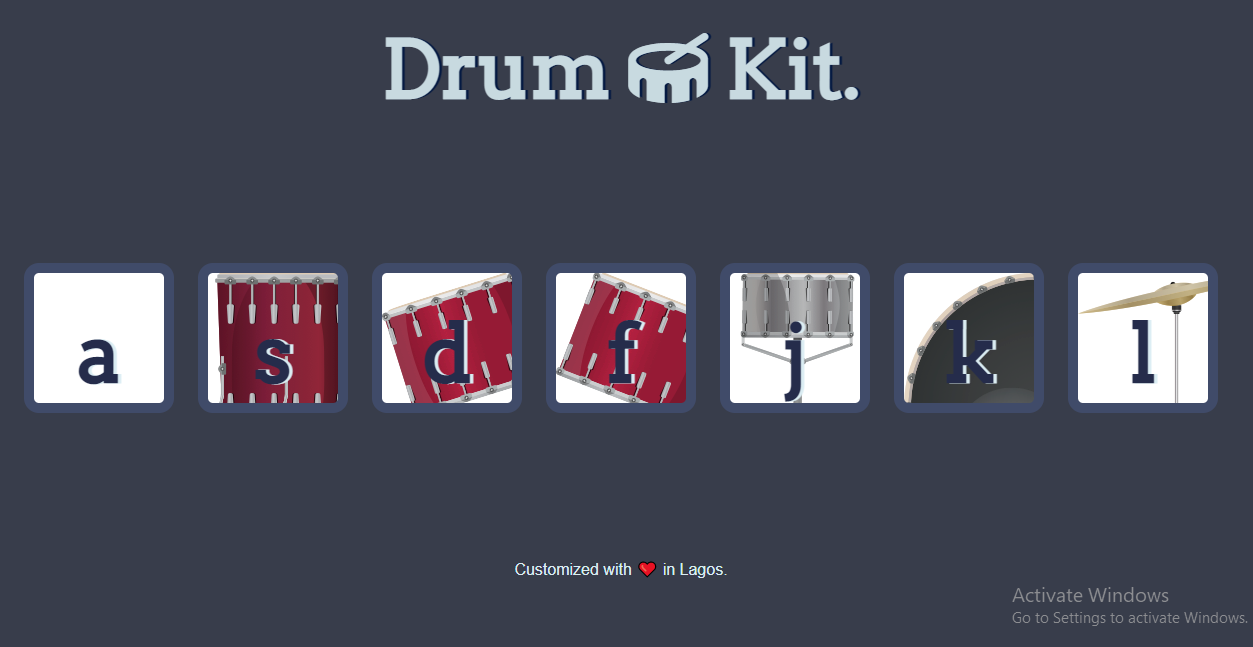 Drum 🥁 Kit.
a s d f j k l
Customized with ❤️ in Lagos.
Activate Windows
Go to Settings to activate Windows.